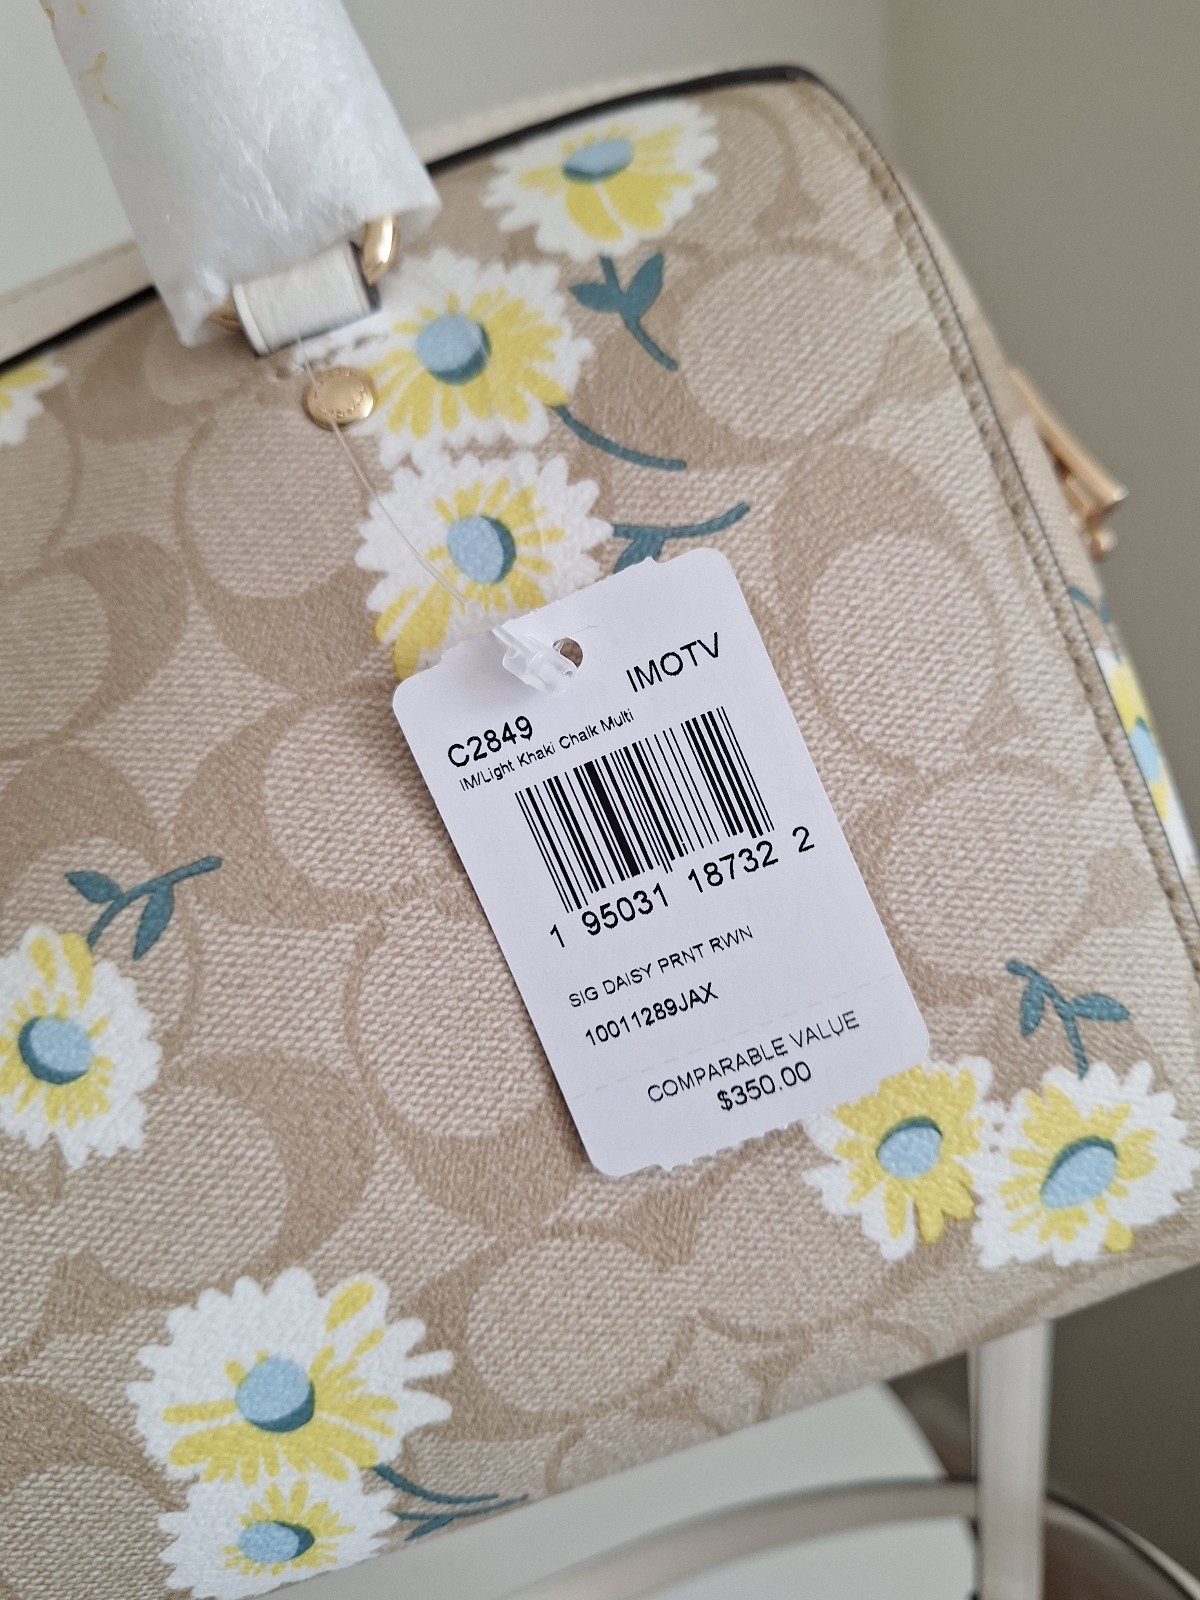 IMOTV
C2849
IM/Light Khaki Chalk Multi
1 95031 18732 2
SIG DAISY PRNT RWN
10011289JAX
COMPARABLE VALUE
$350.00